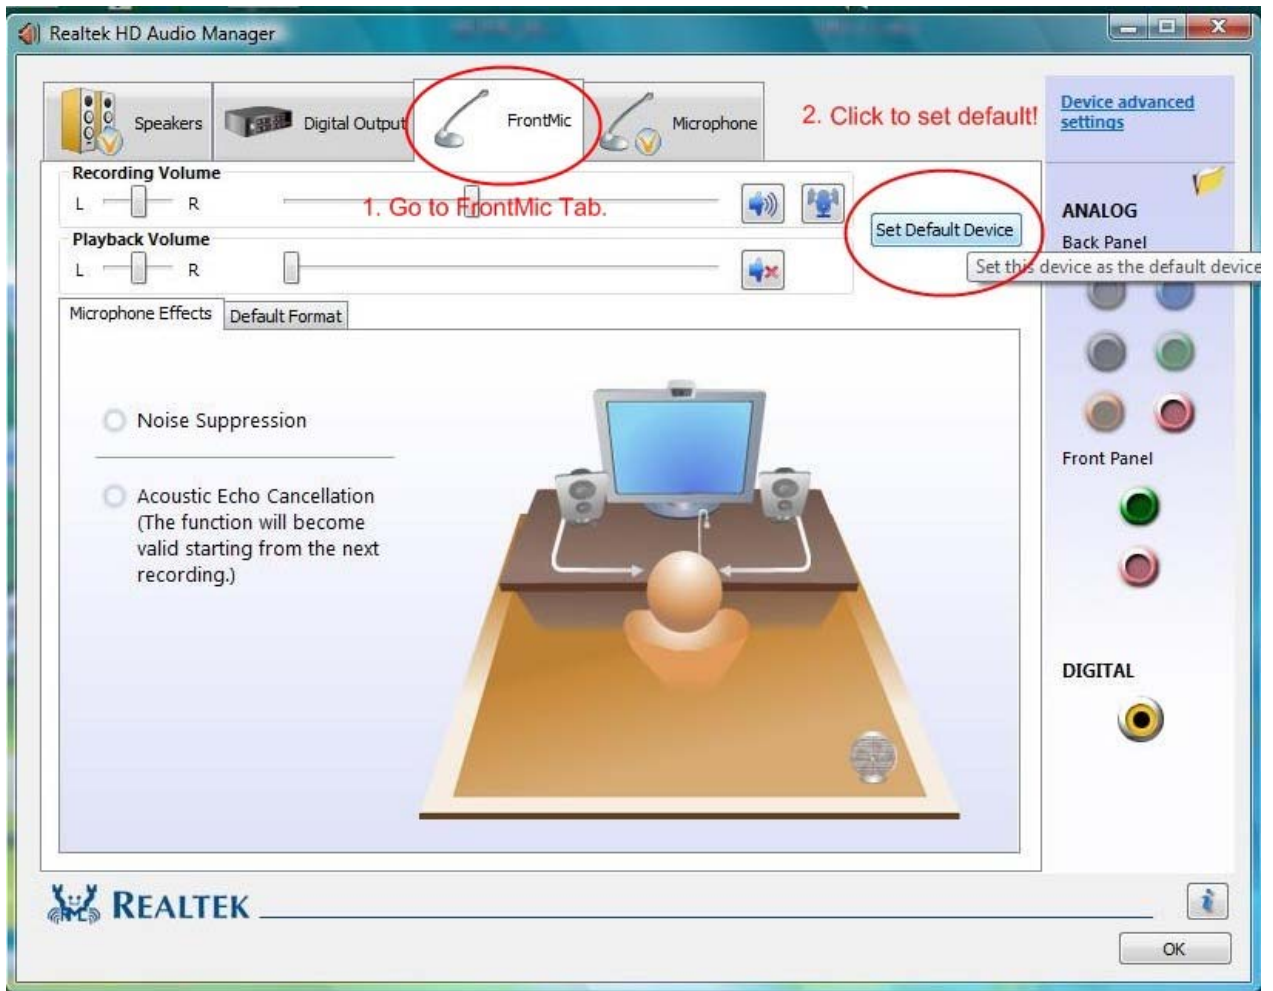 Realtek HD Audio Manager
Speakers
Digital Output
FrontMic
Microphone
2. Click to set default!
Device advanced
settings
Recording Volume
L
R
1. Go to FrontMic Tab.
Set Default Device
Set this device as the default device
Playback Volume
L
R
Microphone Effects
Default Format
Noise Suppression
Acoustic Echo Cancellation
(The function will become
valid starting from the next
recording.)
ANALOG
Back Panel
Front Panel
DIGITAL
REALTEK
OK